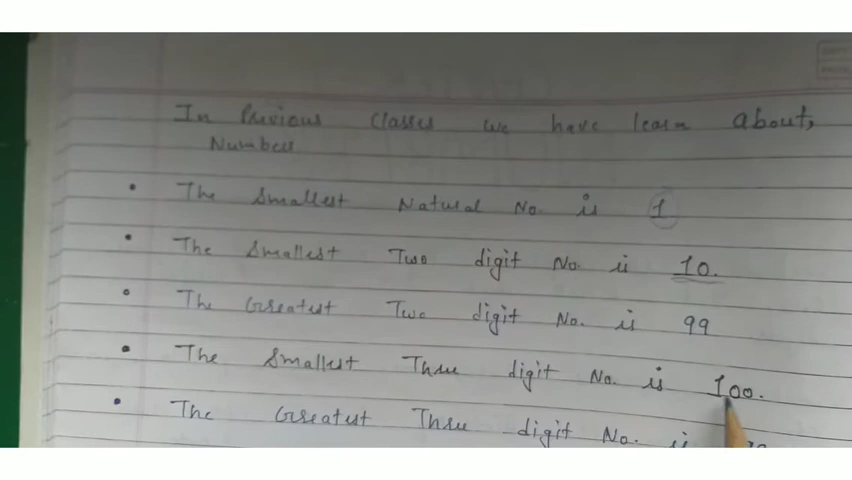 In Previous Classes we have learn about,
Numbers
• The Smallest Natural No. is 1
• The Smallest Two digit No. is 10.
• The Greatest Two digit No. is 99
• The Smallest Three digit No. is 100.
• The Greatest Three digit No. is